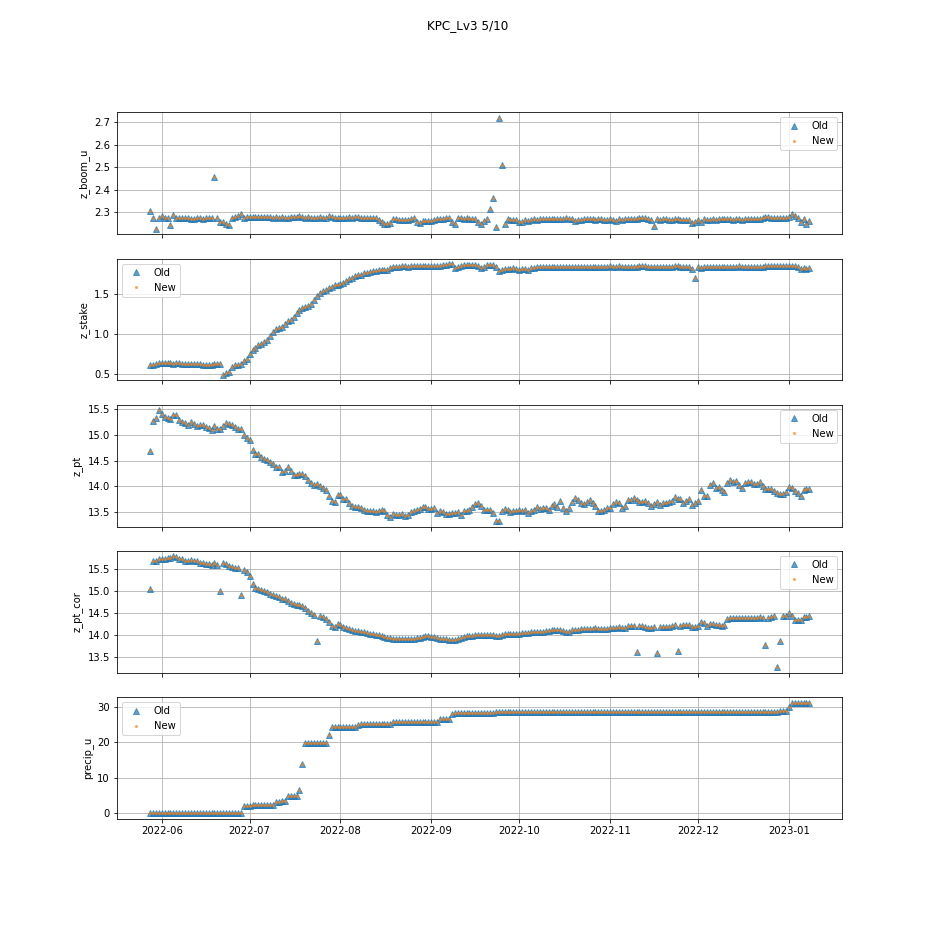 KPC_Lv3 5/10
z_boom_u
2.7
2.6
2.5
2.4
2.3
Old
New
z_stake
1.5
1.0
0.5
Old
New
z_pt
15.5
15.0
14.5
14.0
13.5
Old
New
z_pt_cor
15.5
15.0
14.5
14.0
13.5
Old
New
precip_u
30
20
10
0
Old
New
2022-06 2022-07 2022-08 2022-09 2022-10 2022-11 2022-12 2023-01